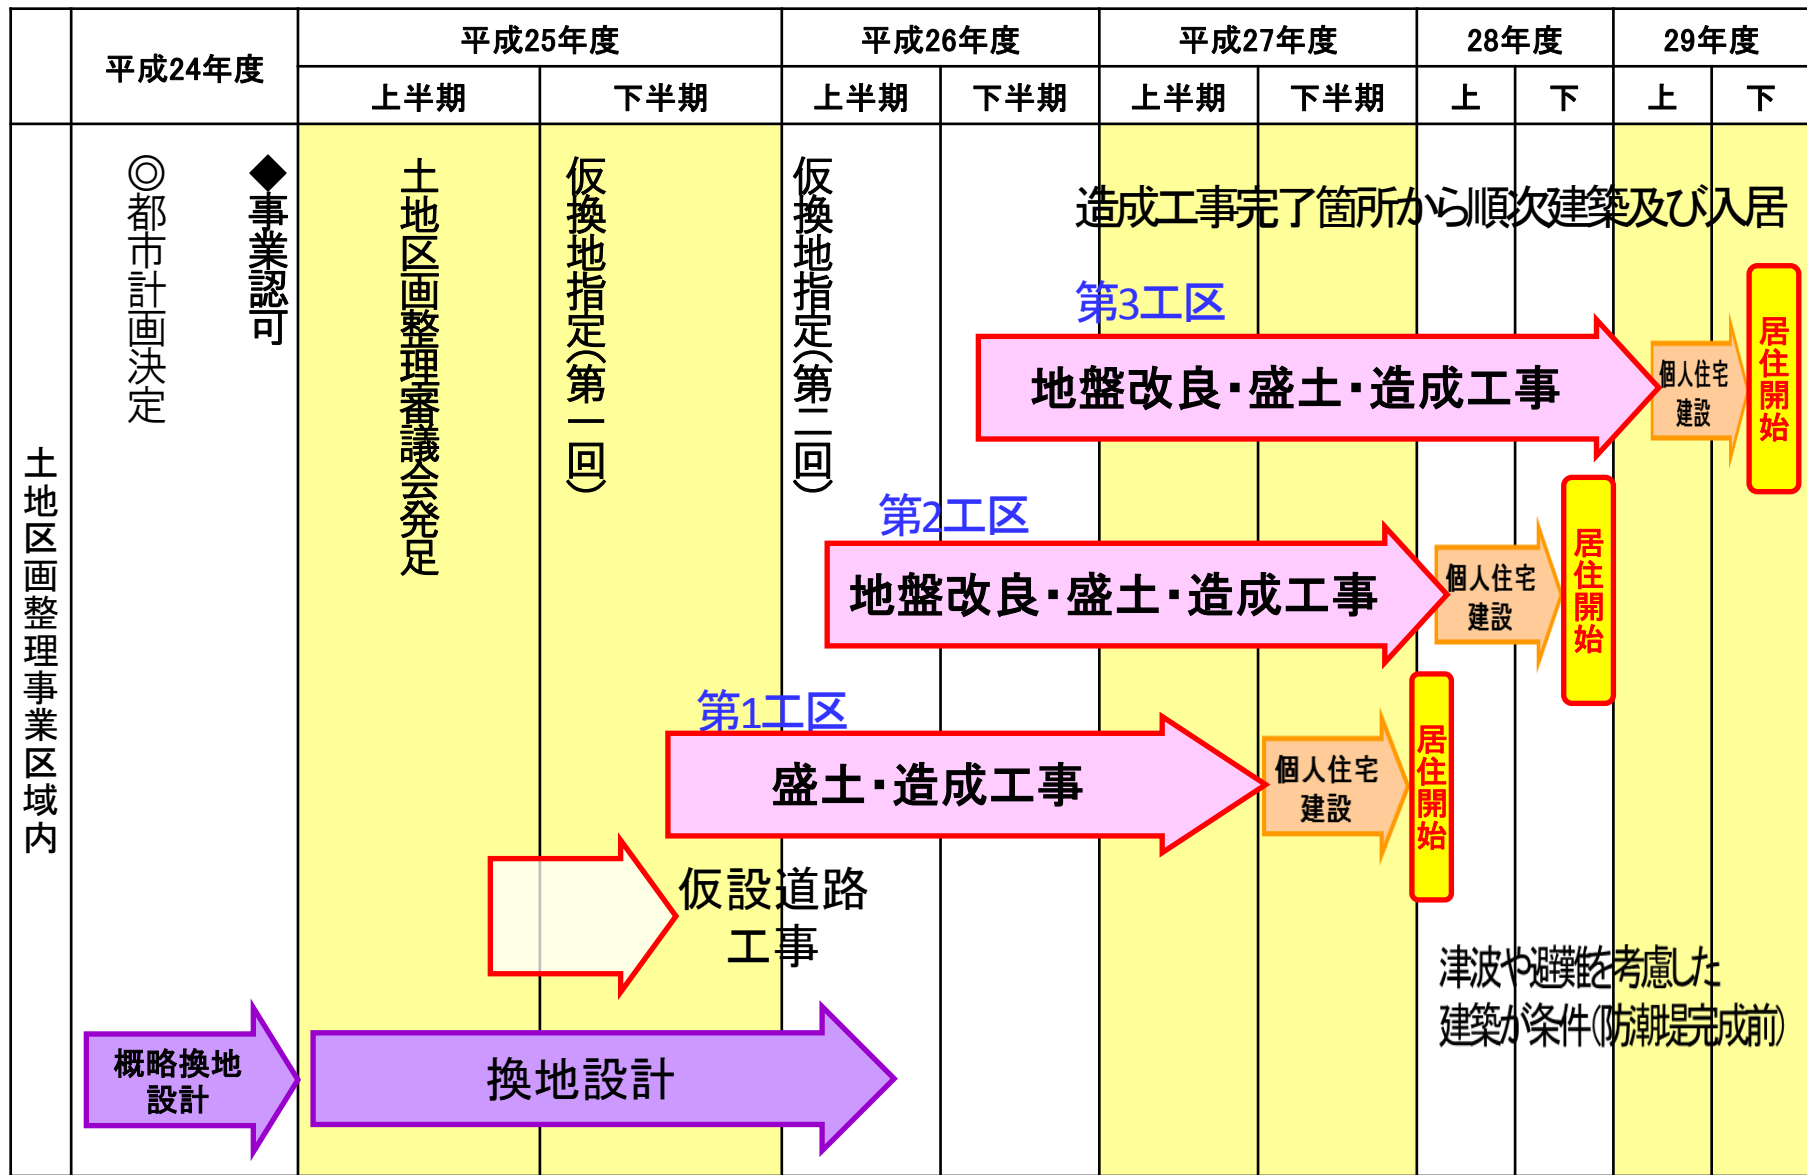 平成24年度
平成25年度
平成26年度
平成27年度
28年度
29年度
上半期
下半期
上半期
下半期
上半期
下半期
上
下
上
下
土地区画整理事業区域内
◎都市計画決定
◆事業認可
土地区画整理審議会発足
仮換地指定(第一回)
仮換地指定(第二回)
造成工事完了箇所から順次建築及び入居
第3工区
地盤改良・盛土・造成工事
個人住宅
建設
居住開始
第2工区
地盤改良・盛土・造成工事
個人住宅
建設
居住開始
第1工区
盛土・造成工事
個人住宅
建設
居住開始
仮設道路
工事
津波や避難を考慮した
建築が条件(防潮堤完成前)
概略換地
設計
換地設計